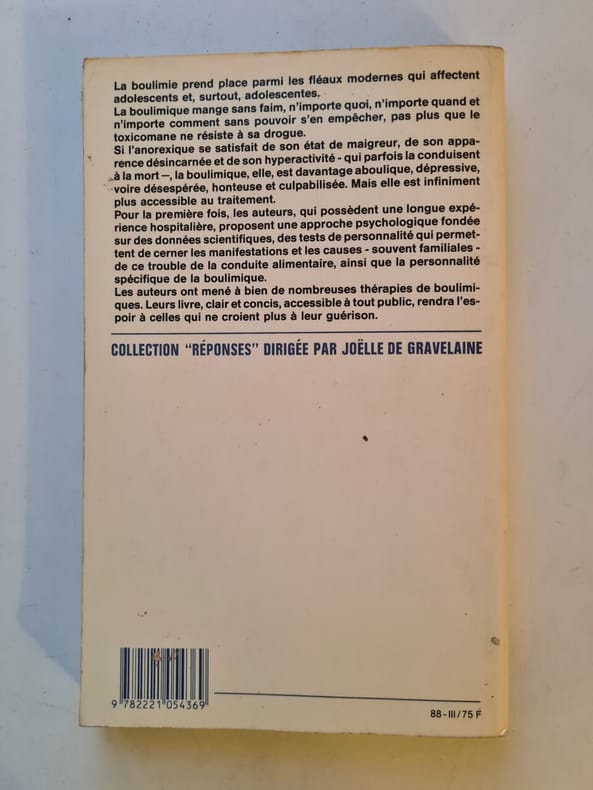 La boulimie prend place parmi les fléaux modernes qui affectent
adolescents et, surtout, adolescentes.
La boulimique mange sans faim, n'importe quoi, n'importe quand et
n'importe comment sans pouvoir s'en empêcher, pas plus que le
toxicomane ne résiste à sa drogue.
Si l'anorexique se satisfait de son état de maigreur, de son appa-
rence désincarnée et de son hyperactivité - qui parfois la conduisent
à la mort –, la boulimique, elle, est davantage aboulique, dépressive,
voire désespérée, honteuse et culpabilisée. Mais elle est infiniment
plus accessible au traitement.
Pour la première fois, les auteurs, qui possèdent une longue expé-
rience hospitalière, proposent une approche psychologique fondée
sur des données scientifiques, des tests de personnalité qui permet-
tent de cerner les manifestations et les causes - souvent familiales -
de ce trouble de la conduite alimentaire, ainsi que la personnalité
spécifique de la boulimique.
Les auteurs ont mené à bien de nombreuses thérapies de boulimi-
ques. Leurs livre, clair et concis, accessible à tout public, rendra l'es-
poir à celles qui ne croient plus à leur guérison.
COLLECTION "RÉPONSES" DIRIGÉE PAR JOËLLE DE GRAVELAINE
9 782221 054369
88-III/75 F